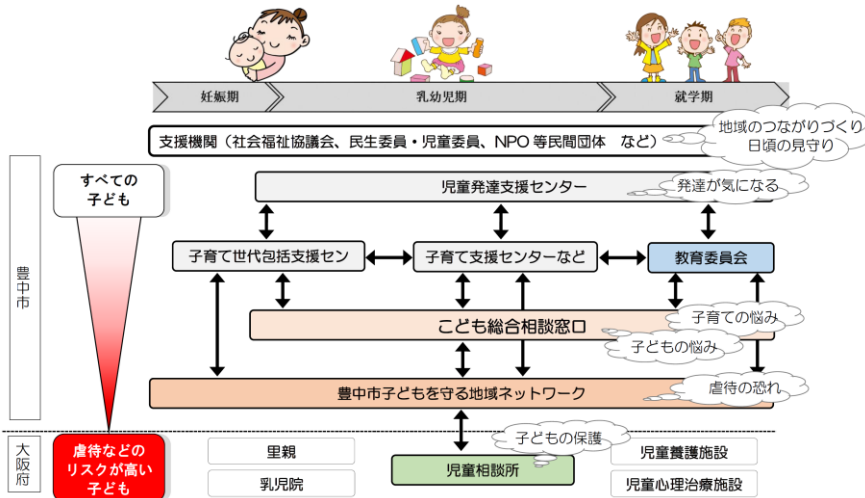 妊娠期
乳幼児期
就学期
支援機関（社会福祉協議会、民生委員・児童委員、NPO 等民間団体　など）
地域のつながりづくり
日頃の見守り
豊中市
すべての
子ども
児童発達支援センター
発達が気になる
子育て世代包括支援セン
子育て支援センターなど
教育委員会
こども総合相談窓口
子育ての悩み
子どもの悩み
豊中市子どもを守る地域ネットワーク
虐待の恐れ
大阪府
虐待などの
リスクが高い
子ども
里親
乳児院
子どもの保護
児童相談所
児童養護施設
児童心理治療施設